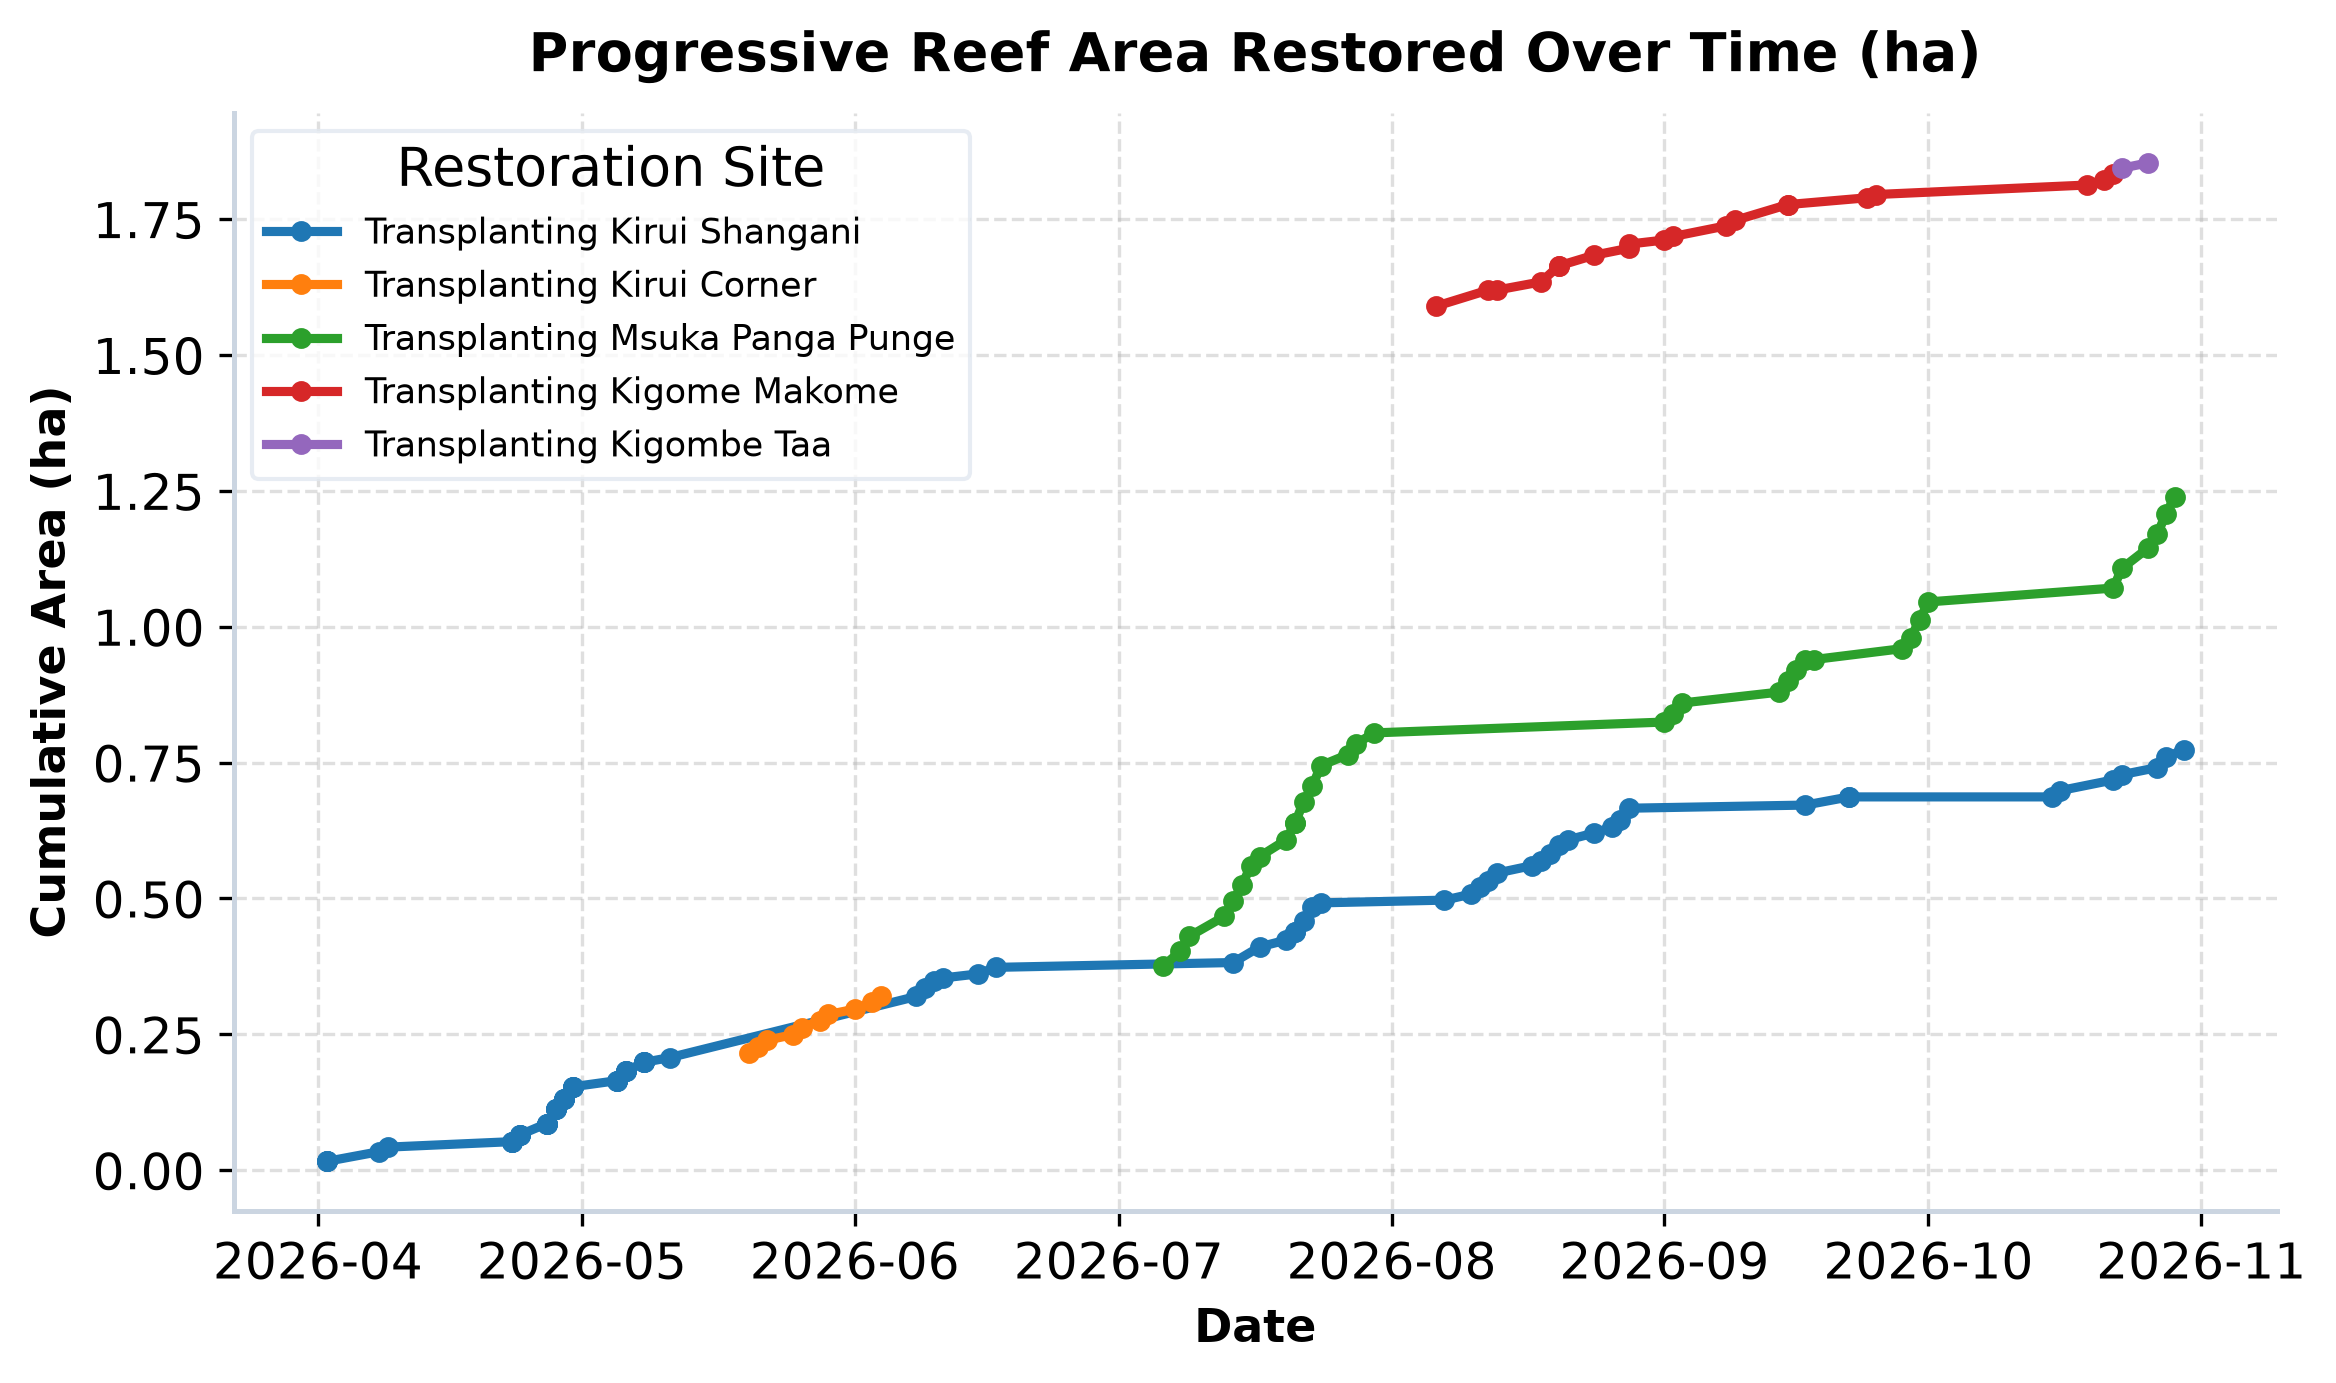 Progressive Reef Area Restored Over Time (ha)
Restoration Site
Transplanting Kirui Shangani
Transplanting Kirui Corner
Transplanting Msuka Panga Punge
Transplanting Kigome Makome
Transplanting Kigombe Taa
Cumulative Area (ha)
1.75
1.50
1.25
1.00
0.75
0.50
0.25
0.00
2026-04 2026-05 2026-06 2026-07 2026-08 2026-09 2026-10 2026-11
Date